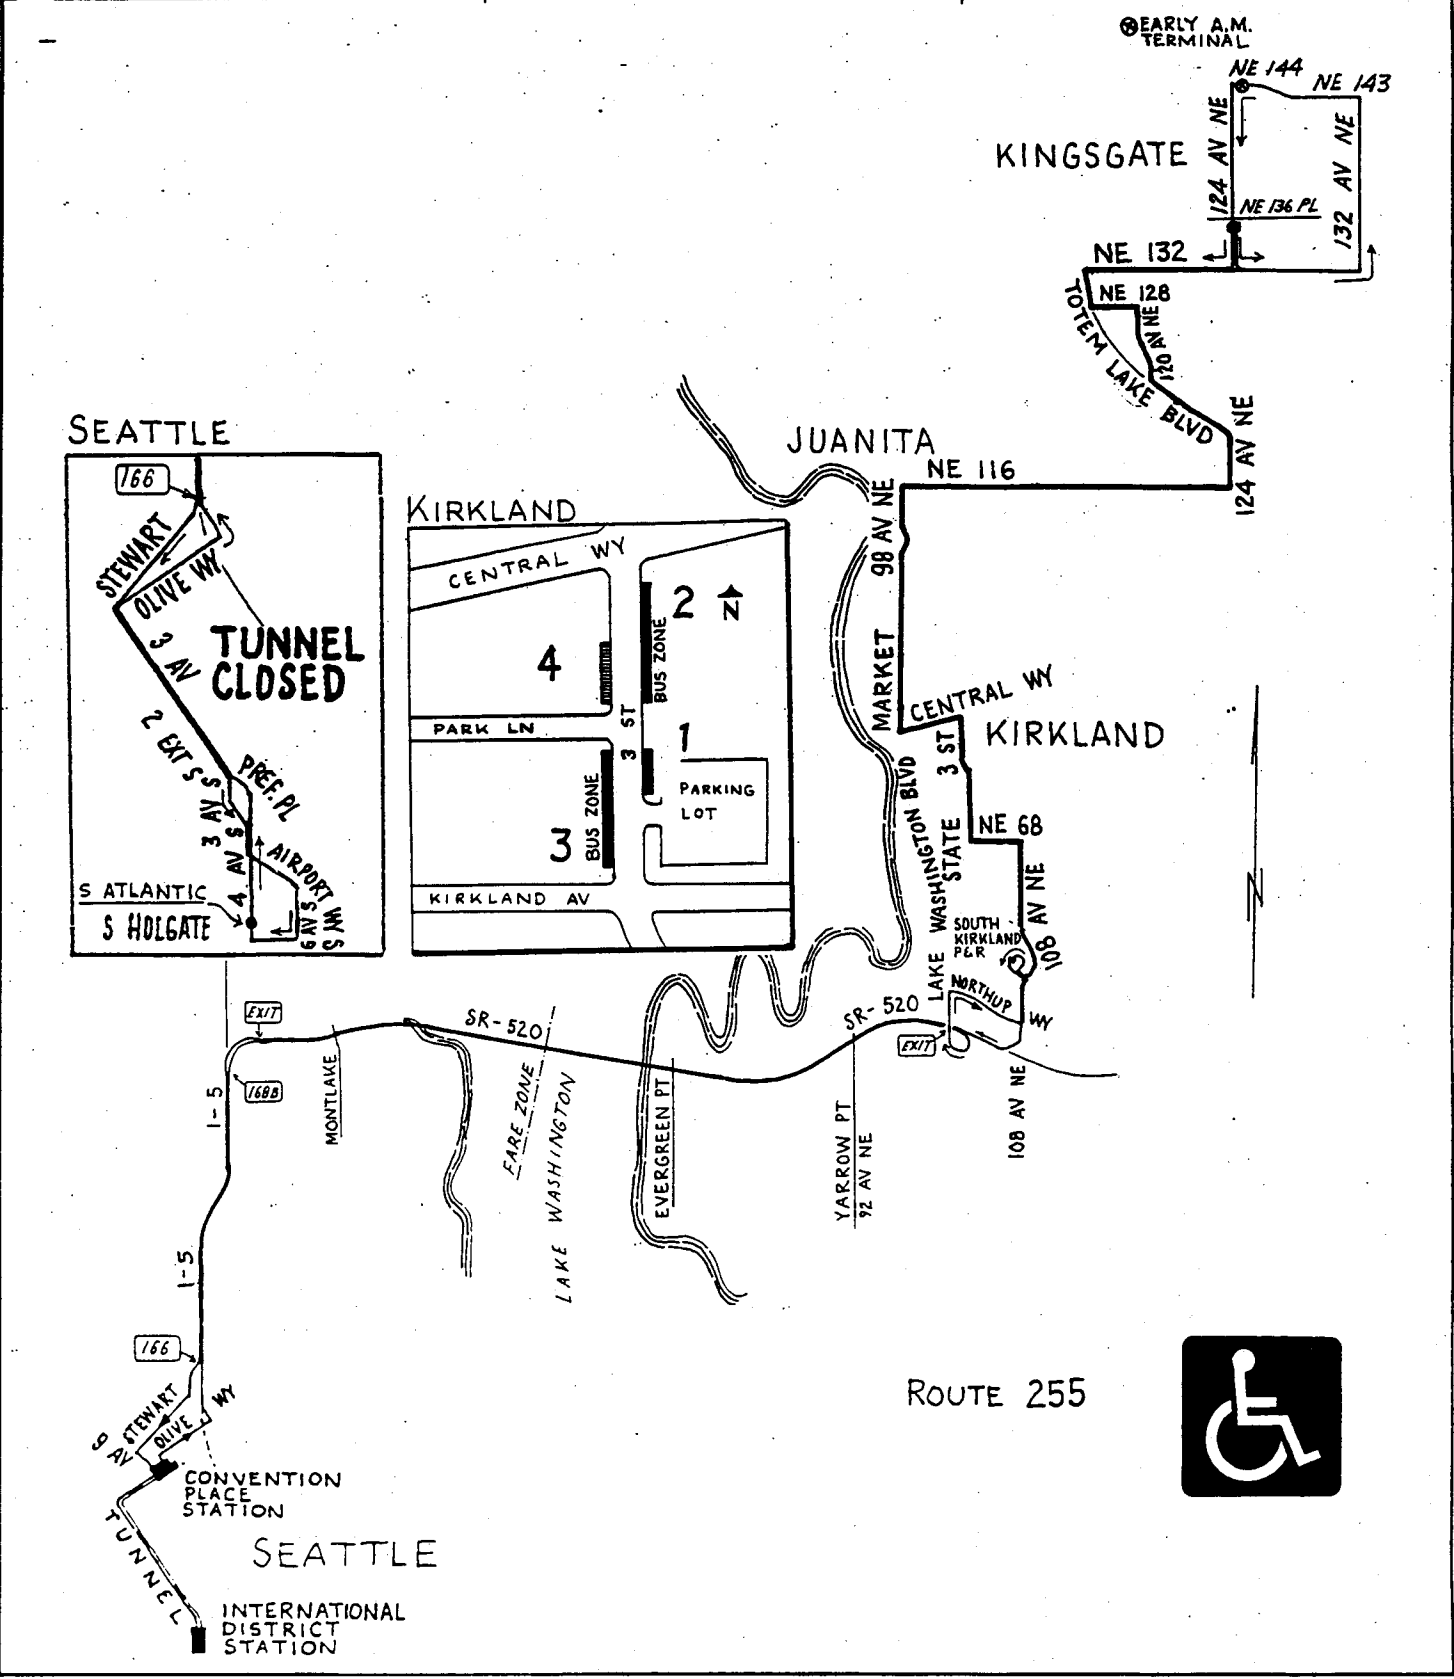 ⊗EARLY A.M.
TERMINAL
NE 144
NE 143
124 AV NE
132 AV NE
KINGSGATE
NE 136 PL
NE 132
NE 128
120 AV NE
TOTEM LAKE BLVD
124 AV NE
JUANITA
NE 116
98 AV NE
MARKET
CENTRAL WY
KIRKLAND
3 ST
LAKE WASHINGTON BLVD
STATE
NE 68
108 AV NE
SOUTH
KIRKLAND
P&R
108
NORTHUP WY
SR-520
EXIT
108 AV NE
N
SEATTLE
166
STEWART
OLIVE WY
3 AV
TUNNEL
CLOSED
2 EXT S
PREF. PL
3 AV S
4 AV S
AIRPORT WY S
6 AV S
S ATLANTIC
S HOLGATE
KIRKLAND
CENTRAL WY
2
N
BUS ZONE
4
PARK LN
3 ST
1
PARKING
LOT
BUS ZONE
3
KIRKLAND AV
EXIT
168B
I-5
MONTLAKE
SR-520
FARE ZONE
LAKE WASHINGTON
EVERGREEN PT
YARROW PT
92 AV NE
I-5
166
STEWART
OLIVE WY
9 AV
CONVENTION
PLACE
STATION
TUNNEL
SEATTLE
INTERNATIONAL
DISTRICT
STATION
ROUTE 255